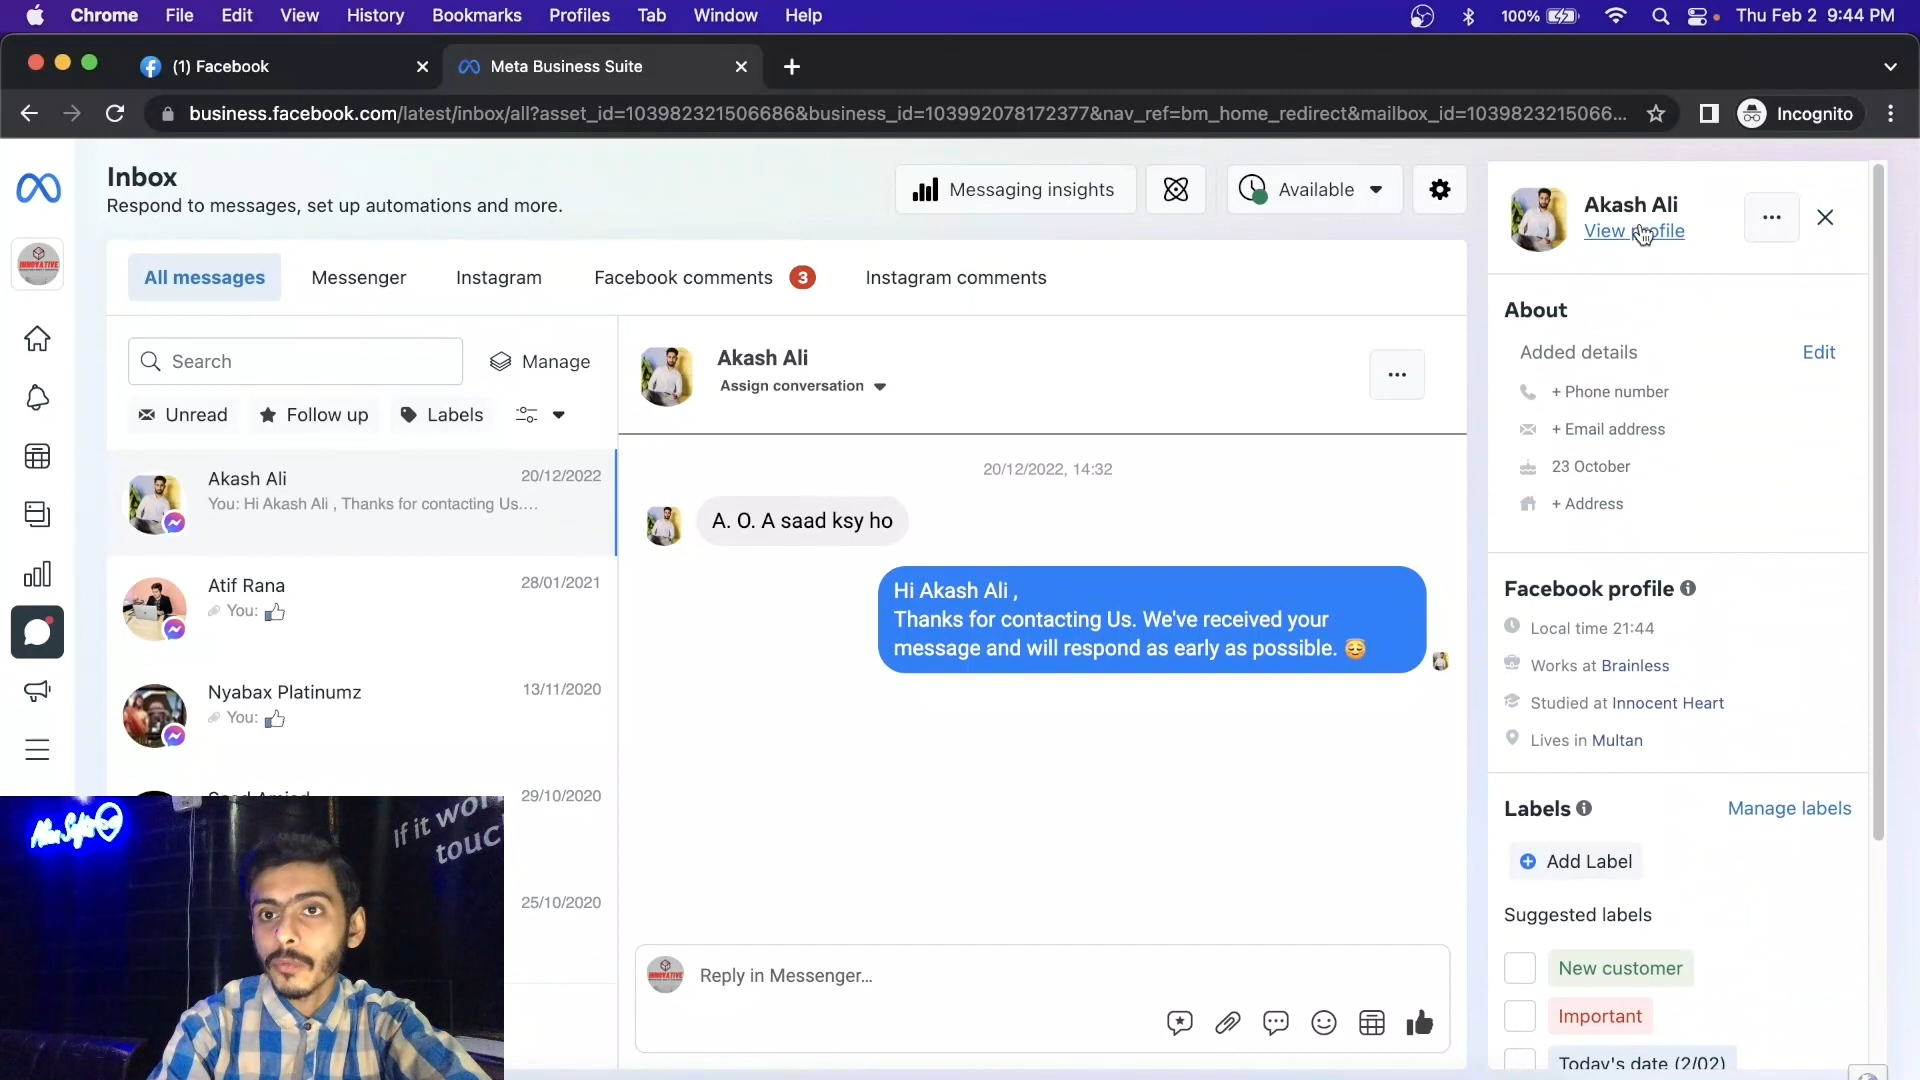 Chrome File Edit View History Bookmarks Profiles Tab Window Help 100% Thu Feb 2 9:44 PM
(1) Facebook
Meta Business Suite
business.facebook.com/latest/inbox/all?asset_id=103982321506686&business_id=103992078172377&nav_ref=bm_home_redirect&mailbox_id=1039823215066...
Incognito
Inbox
Respond to messages, set up automations and more.
Messaging insights
Available
All messages
Messenger
Instagram
Facebook comments 3
Instagram comments
Search
Manage
Unread
Follow up
Labels
Akash Ali 20/12/2022
You: Hi Akash Ali , Thanks for contacting Us....
Atif Rana 28/01/2021
You:
Nyabax Platinumz 13/11/2020
You:
29/10/2020
25/10/2020
Akash Ali
Assign conversation
20/12/2022, 14:32
A. O. A saad ksy ho
Hi Akash Ali ,
Thanks for contacting Us. We've received your
message and will respond as early as possible. 😇
INNOVATIVE
Reply in Messenger...
Akash Ali
View profile
About
Added details Edit
+ Phone number
+ Email address
23 October
+ Address
Facebook profile
Local time 21:44
Works at Brainless
Studied at Innocent Heart
Lives in Multan
Labels
Manage labels
Add Label
Suggested labels
New customer
Important
Today's date (2/02)
If it wor
touc